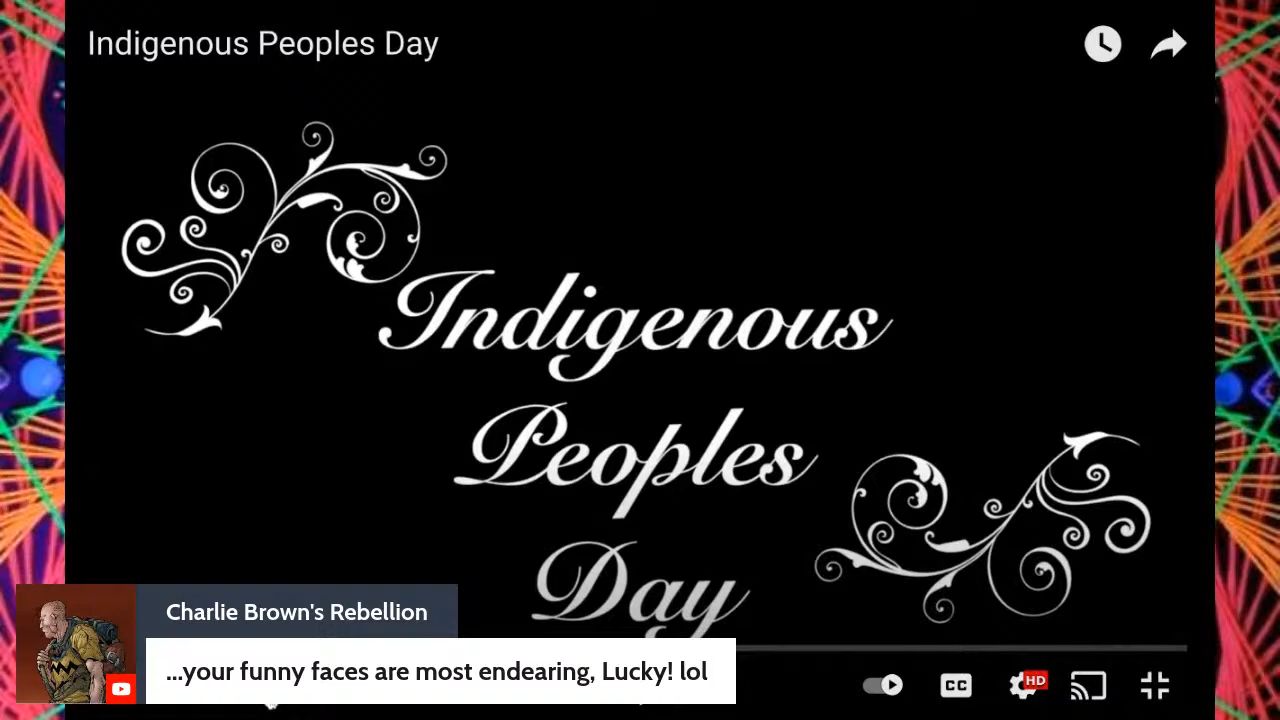 Indigenous Peoples Day
Indigenous
Peoples
Day
Charlie Brown's Rebellion
...your funny faces are most endearing, Lucky! lol
CC
HD